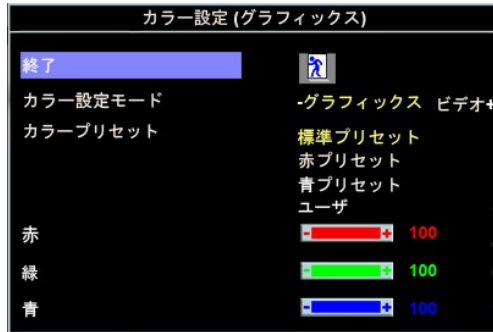 カラー設定 (グラフィックス)
終了
カラー設定モード -グラフィックス ビデオ+
カラープリセット 標準プリセット
赤プリセット
青プリセット
ユーザ
赤 - + 100
緑 - + 100
青 - + 100